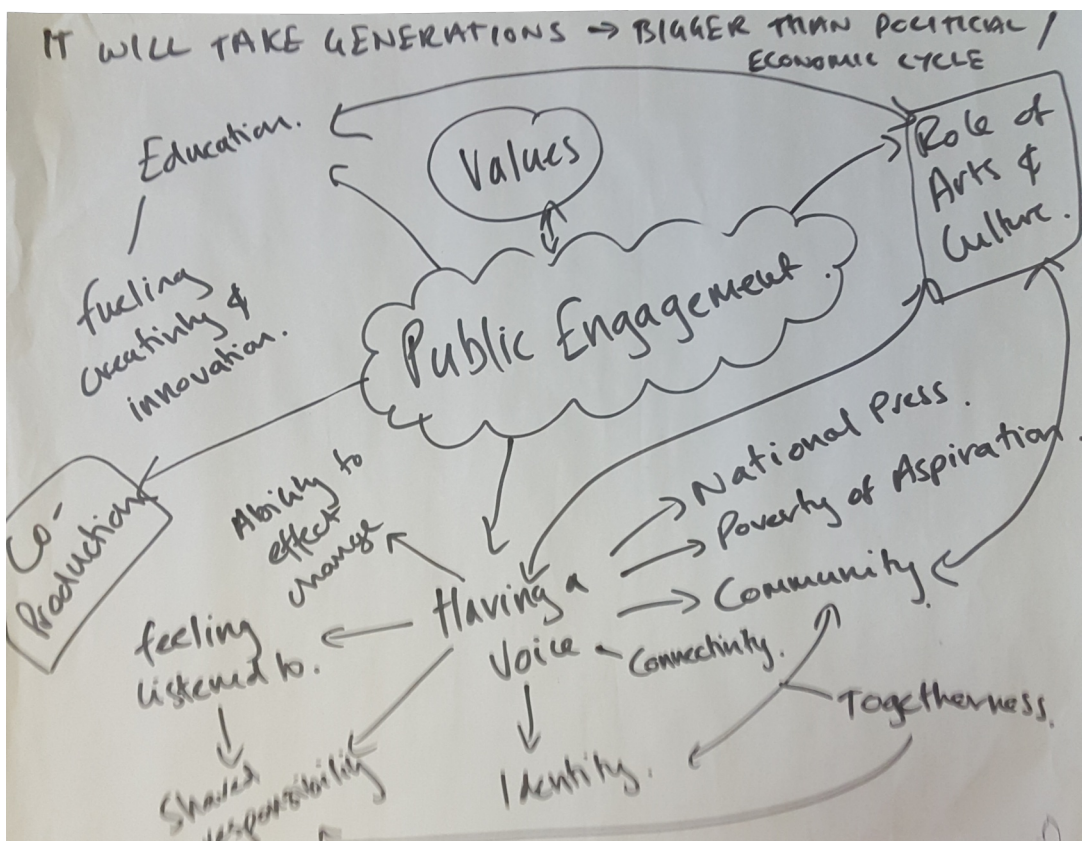 IT WILL TAKE GENERATIONS → BIGGER THAN POLITICIAL /
ECONOMIC CYCLE
Education.
Values
Role of
Arts &
Culture.
fueling
creativity &
innovation.
Public Engagement.
Co-
Production
Ability to
effect
change
National Press.
Poverty of Aspiration.
Having a
Voice
Community.
feeling
listened to.
Connectivity.
Togetherness.
Identity.
Shared
responsibility